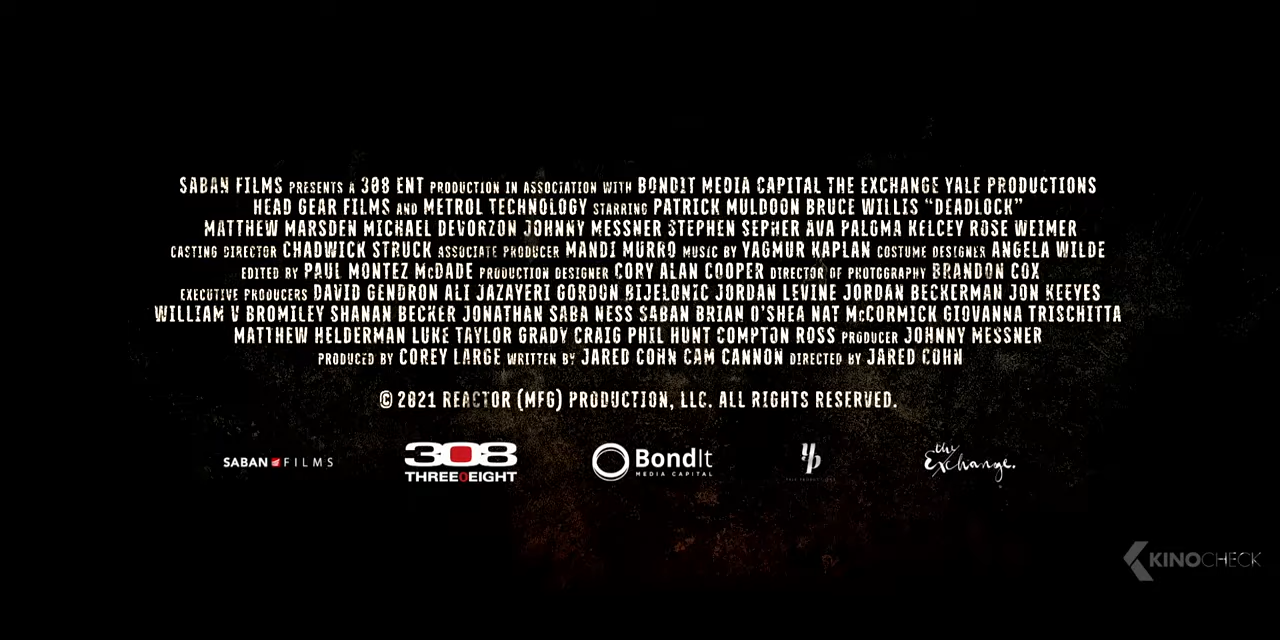 SABAN FILMS PRESENTS A 308 ENT PRODUCTION IN ASSOCIATION WITH BONDIT MEDIA CAPITAL THE EXCHANGE YALE PRODUCTIONS
HEAD GEAR FILMS AND METROL TECHNOLOGY STARRING PATRICK MULDOON BRUCE WILLIS “DEADLOCK”
MATTHEW MARSDEN MICHAEL DEVORZON JOHNNY MESSNER STEPHEN SEPHER AVA PALOMA KELCEY ROSE WEIMER
CASTING DIRECTOR CHADWICK STRUCK ASSOCIATE PRODUCER MANDI MURRO MUSIC BY YAGMUR KAPLAN COSTUME DESIGNER ANGELA WILDE
EDITED BY PAUL MONTEZ McDADE PRODUCTION DESIGNER CORY ALAN COOPER DIRECTOR OF PHOTOGRAPHY BRANDON COX
EXECUTIVE PRODUCERS DAVID GENDRON ALI JAZAYERI GORDON BIJELONIC JORDAN LEVINE JORDAN BECKERMAN JON KEEYES
WILLIAM V BROMILEY SHANAN BECKER JONATHAN SABA NESS SABAN BRIAN O’SHEA NAT McCORMICK GIOVANNA TRISCHITTA
MATTHEW HELDERMAN LUKE TAYLOR GRADY CRAIG PHIL HUNT COMPTON ROSS PRODUCER JOHNNY MESSNER
PRODUCED BY COREY LARGE WRITTEN BY JARED COHN CAM CANNON DIRECTED BY JARED COHN
© 2021 REACTOR (MFG) PRODUCTION, LLC. ALL RIGHTS RESERVED.
SABAN FILMS
308
THREE0EIGHT
BondIt
MEDIA CAPITAL
yp
YALE PRODUCTIONS
the
Exchange.
KINOCHECK